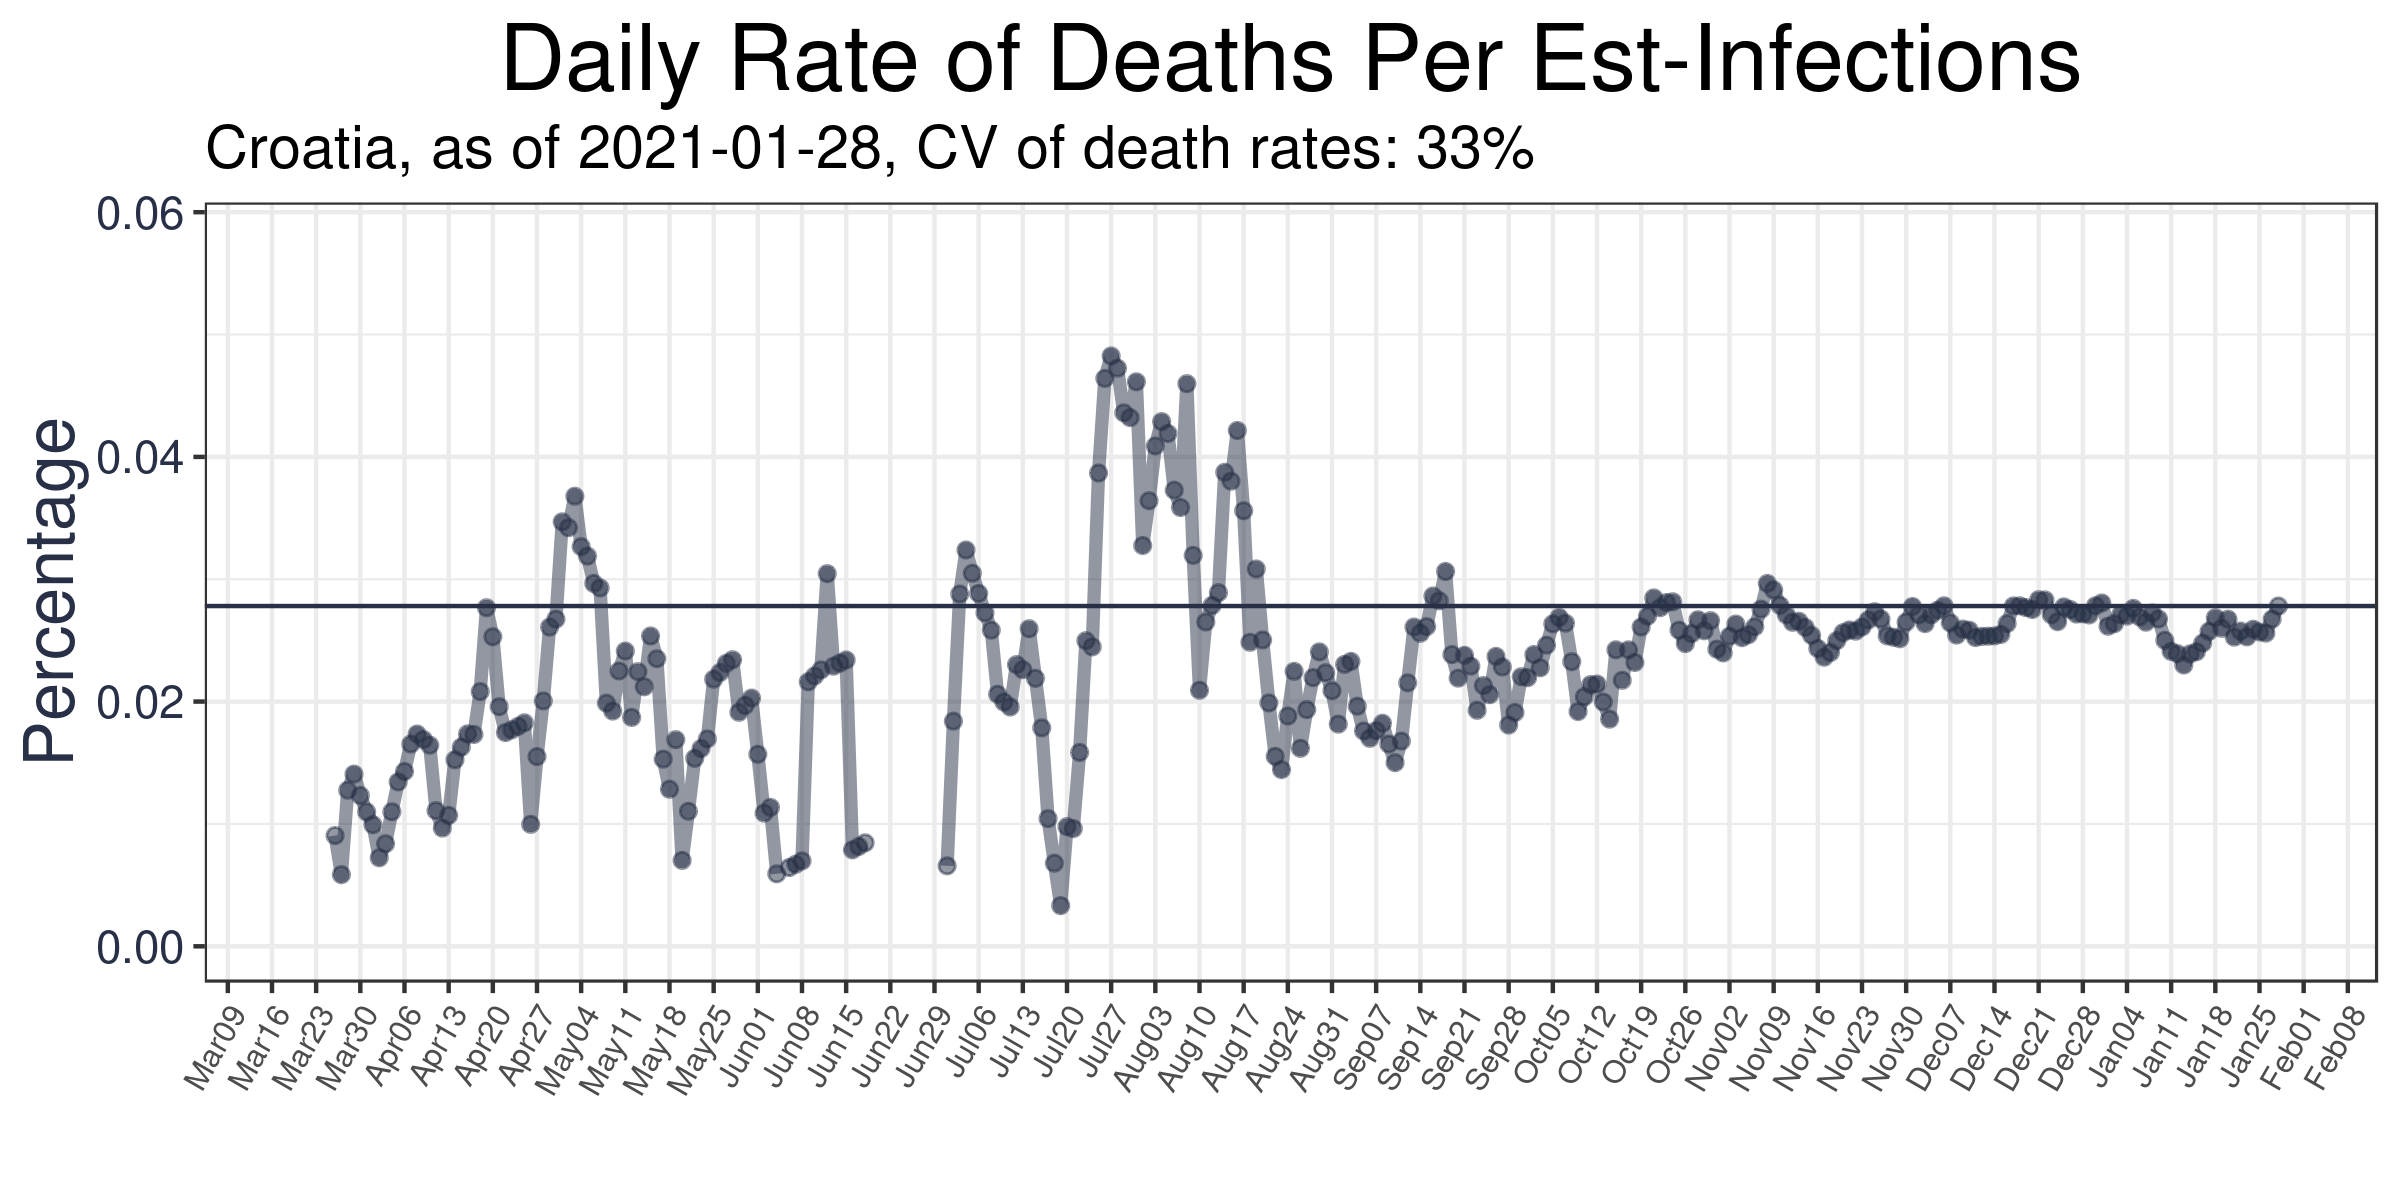 Daily Rate of Deaths Per Est-Infections
Croatia, as of 2021-01-28, CV of death rates: 33%
Percentage
0.06
0.04
0.02
0.00
Mar09
Mar16
Mar23
Mar30
Apr06
Apr13
Apr20
Apr27
May04
May11
May18
May25
Jun01
Jun08
Jun15
Jun22
Jun29
Jul06
Jul13
Jul20
Jul27
Aug03
Aug10
Aug17
Aug24
Aug31
Sep07
Sep14
Sep21
Sep28
Oct05
Oct12
Oct19
Oct26
Nov02
Nov09
Nov16
Nov23
Nov30
Dec07
Dec14
Dec21
Dec28
Jan04
Jan11
Jan18
Jan25
Feb01
Feb08